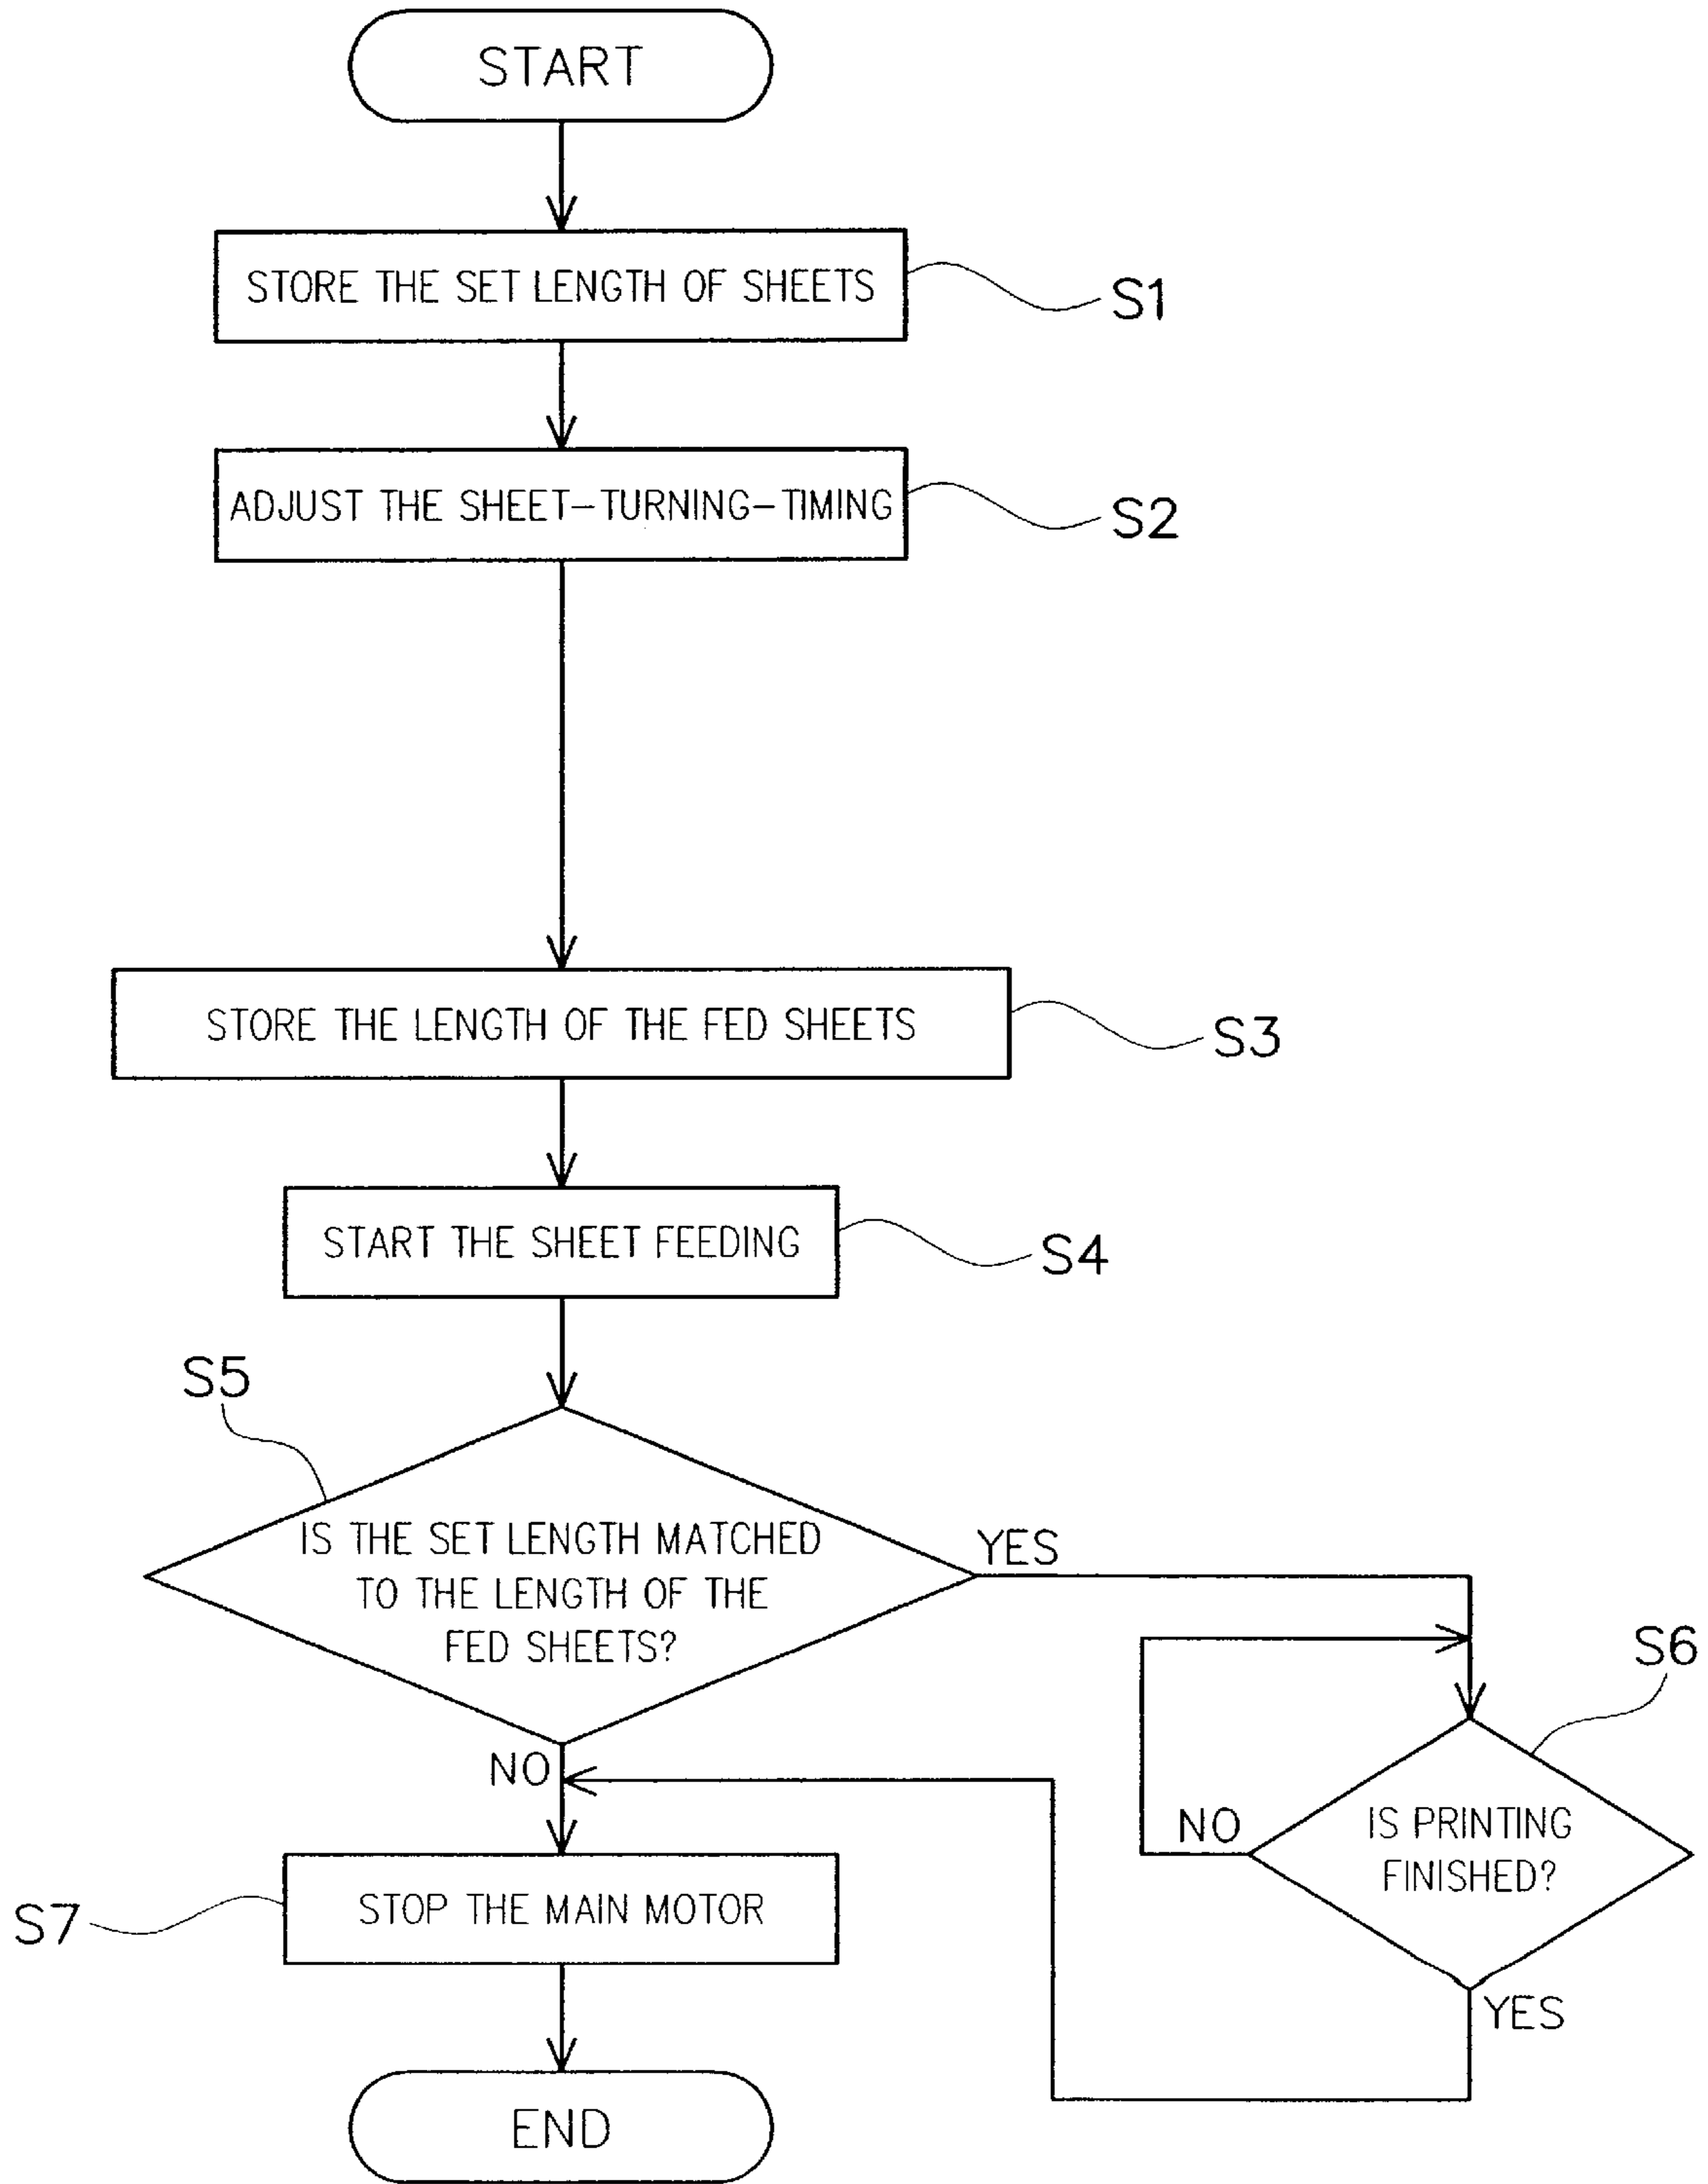 START
STORE THE SET LENGTH OF SHEETS
S1
ADJUST THE SHEET-TURNING-TIMING
S2
STORE THE LENGTH OF THE FED SHEETS
S3
START THE SHEET FEEDING
S4
S5
IS THE SET LENGTH MATCHED
TO THE LENGTH OF THE
FED SHEETS?
YES
NO
S6
IS PRINTING
FINISHED?
NO
YES
S7
STOP THE MAIN MOTOR
END